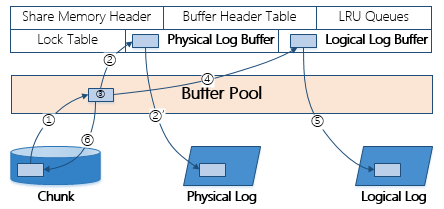 Share Memory Header Buffer Header Table LRU Queues
Lock Table Physical Log Buffer Logical Log Buffer
② ④
③ Buffer Pool
① ②' ⑤
⑥
Chunk Physical Log Logical Log